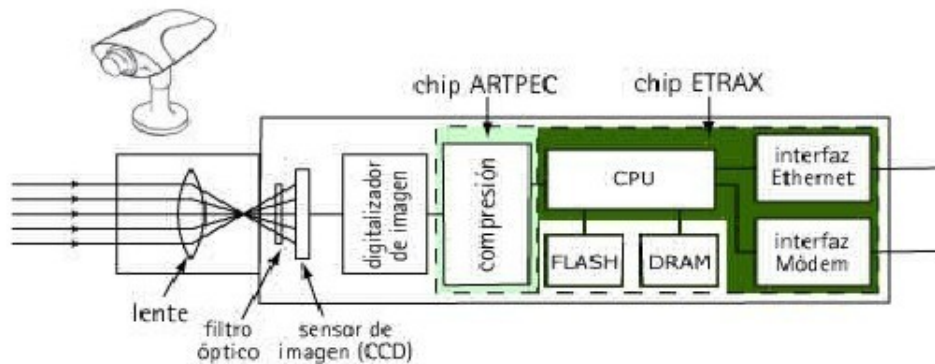 chip ARTPEC
chip ETRAX
digitalizador
de imagen
compresión
CPU
FLASH
DRAM
interfaz
Ethernet
interfaz
Módem
lente
filtro
óptico
sensor de
imagen (CCD)